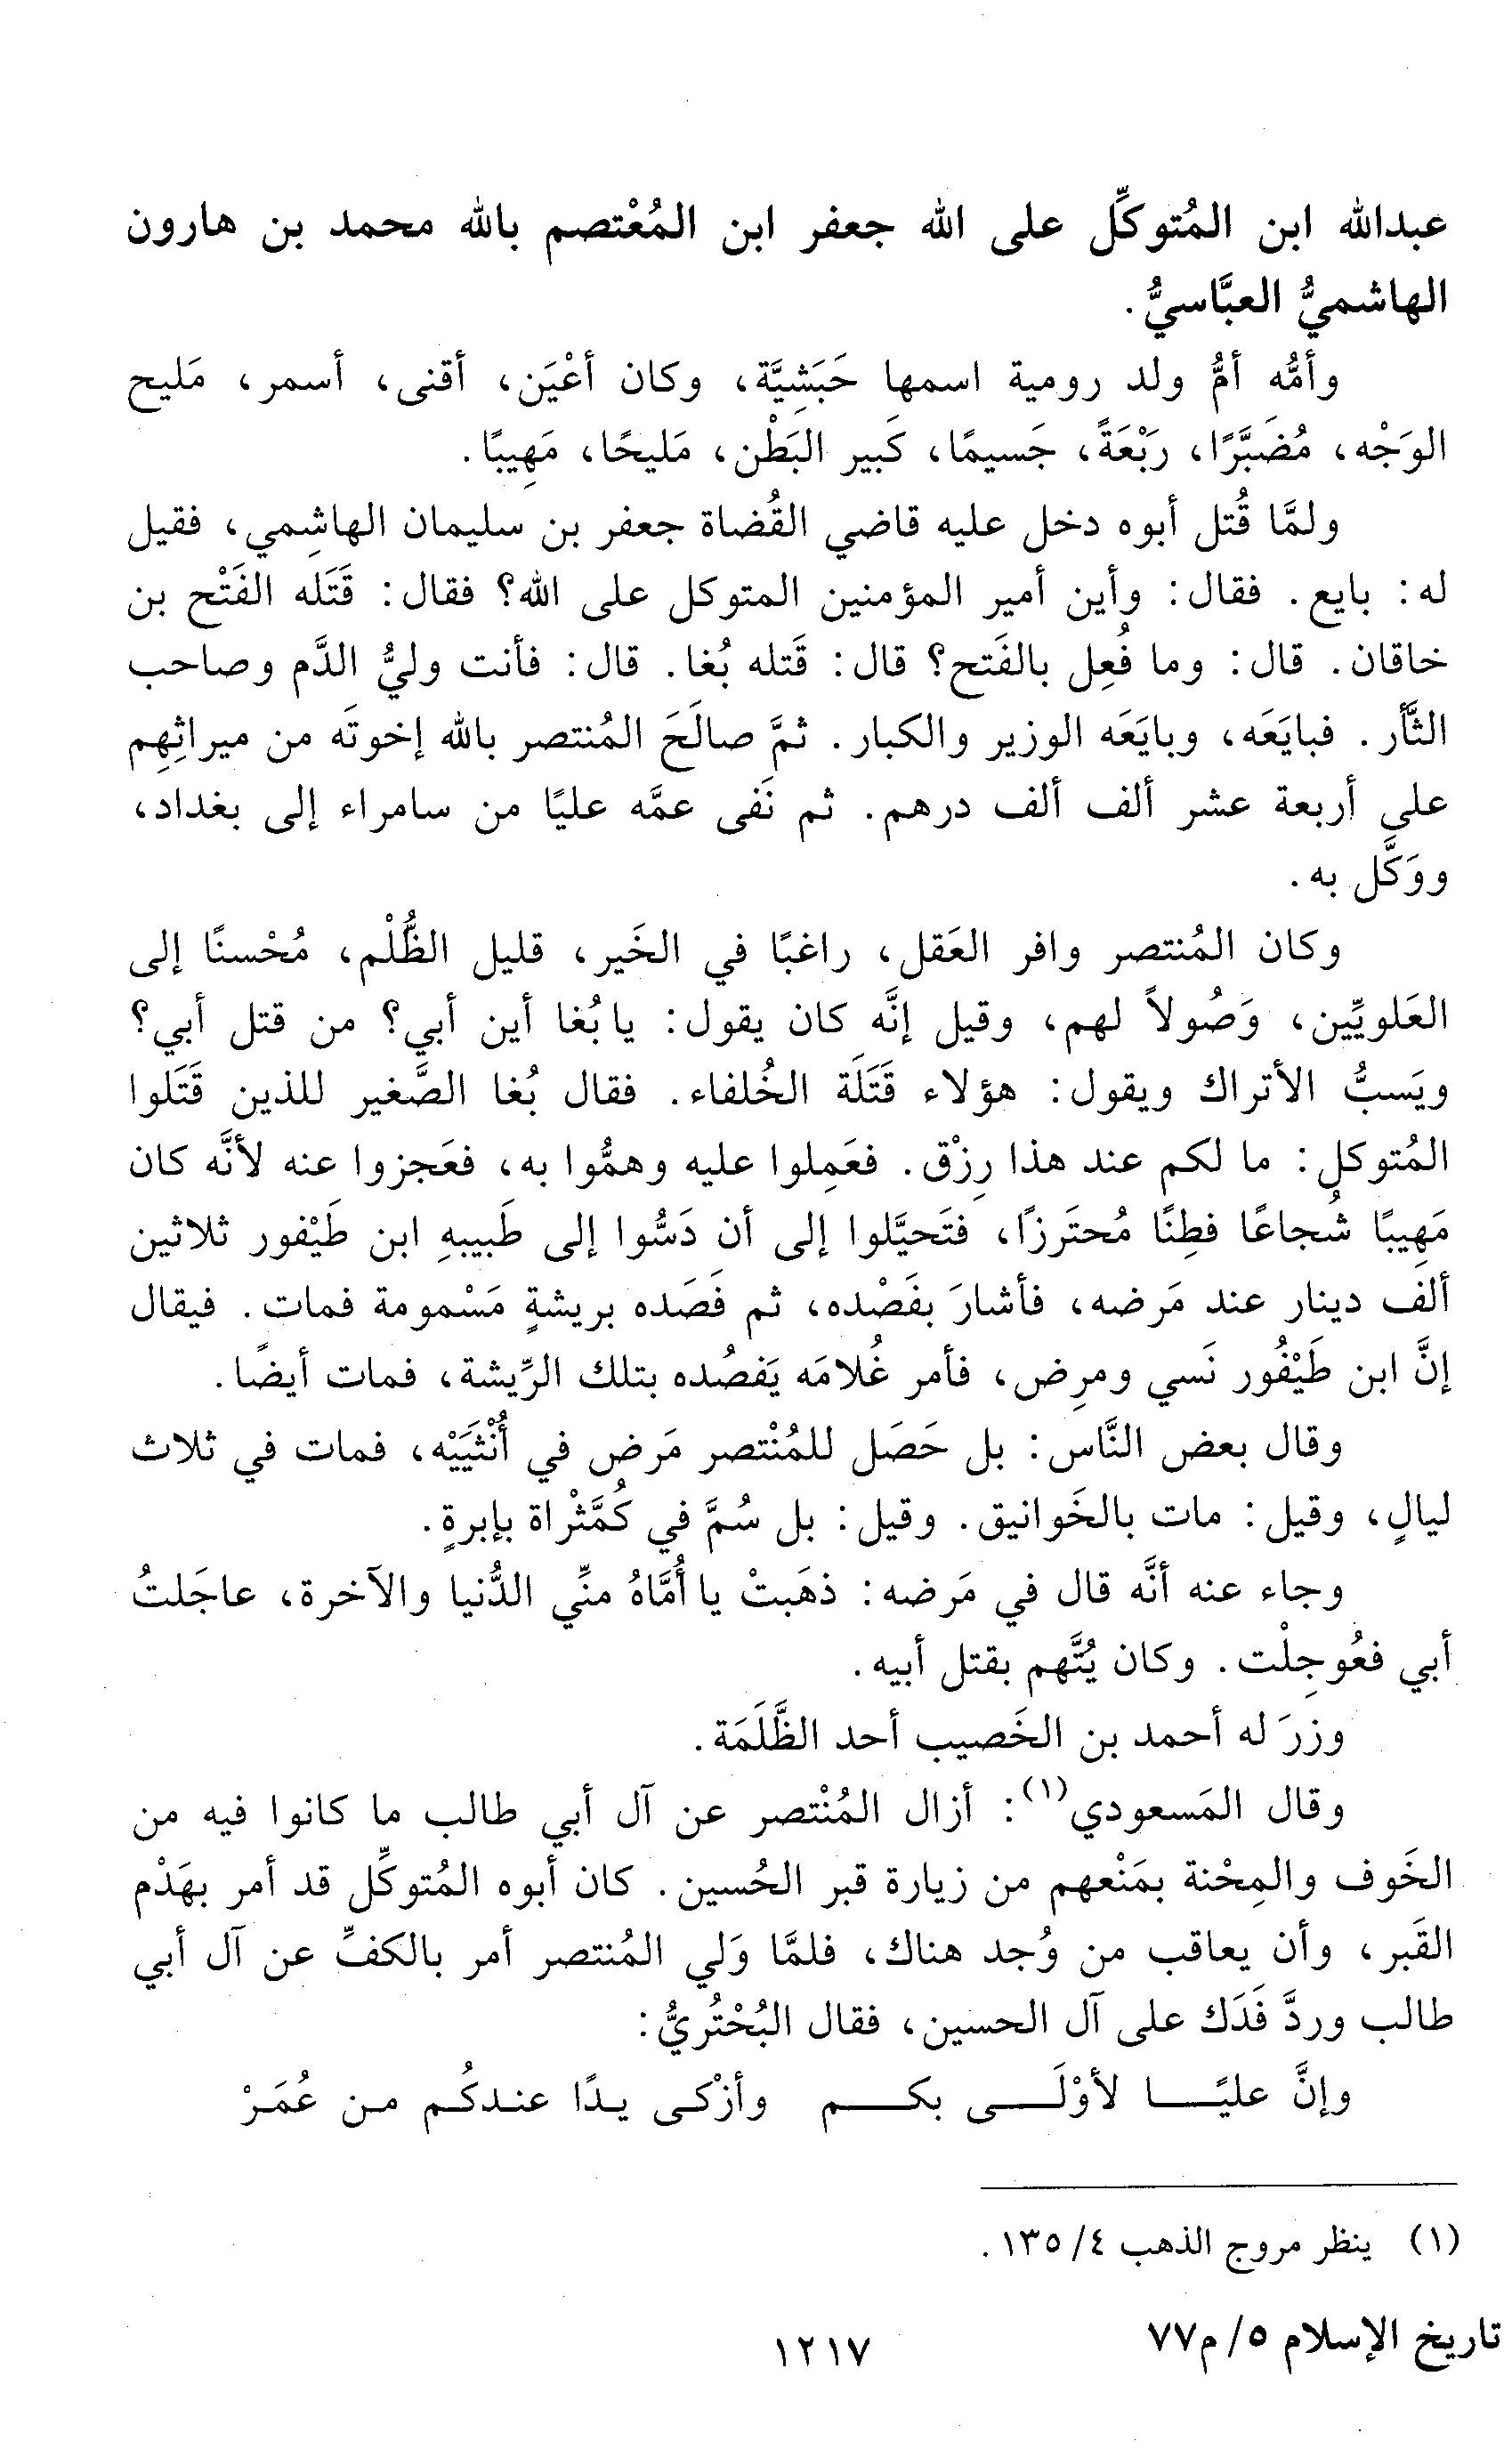 عبدالله ابن المُتوكِّل على الله جعفر ابن المُعْتصم بالله محمد بن هارون
الهاشميُّ العبَّاسيُّ.
وأمُّه أمُّ ولد رومية اسمها حَبَشِيَّة، وكان أعْيَن، أقنى، أسمر، مَليح
الوَجْه، مُضَبَّرًا، رَبْعَةً، جَسيمًا، كَبير البَطْن، مَليحًا، مَهِيبًا.
ولمَّا قُتل أبوه دخل عليه قاضي القُضاة جعفر بن سليمان الهاشِمي، فقيل
له: بايع. فقال: وأين أمير المؤمنين المتوكل على الله؟ فقال: قَتَله الفَتْح بن
خاقان. قال: وما فُعِل بالفَتح؟ قال: قَتله بُغا. قال: فأنت وليُّ الدَّم وصاحب
الثَّأر. فبايَعَه، وبايَعَه الوزير والكبار. ثمَّ صالَحَ المُنتصر بالله إخوتَه من ميراثِهِم
على أربعة عشر ألف ألف درهم. ثم نَفى عمَّه عليًا من سامراء إلى بغداد،
ووَكَّل به.
وكان المُنتصر وافر العَقل، راغبًا في الخَير، قليل الظُّلْم، مُحْسنًا إلى
العَلويِّين، وَصُولاً لهم، وقيل إنَّه كان يقول: يا بُغا أين أبي؟ من قتل أبي؟
ويَسبُّ الأتراك ويقول: هؤلاء قَتَلَة الخُلفاء. فقال بُغا الصَّغير للذين قَتَلوا
المُتوكل: ما لكم عند هذا رِزْق. فعَمِلوا عليه وهمُّوا به، فعَجزوا عنه لأنَّه كان
مَهِيبًا شُجاعًا فطِنًا مُحتَرزًا، فتَحيَّلوا إلى أن دَسُّوا إلى طَبيبهِ ابن طَيْفور ثلاثين
ألف دينار عند مَرضه، فأشارَ بفَصْده، ثم فَصَده بريشةٍ مَسْمومة فمات. فيقال
إنَّ ابن طَيْفُور نَسي ومرِض، فأمر غُلامَه يَفصُده بتلك الرِّيشة، فمات أيضًا.
وقال بعض النَّاس: بل حَصَل للمُنْتصر مَرض في أُنْثَيَيْه، فمات في ثلاث
ليالٍ، وقيل: مات بالخَوانيق. وقيل: بل سُمَّ في كُمَّثْراة بإبرةٍ.
وجاء عنه أنَّه قال في مَرضه: ذهَبتْ يا أُمَّاهُ منِّي الدُّنيا والآخرة، عاجَلتُ
أبي فعُوجِلْت. وكان يُتَّهم بقتل أبيه.
وزرَ له أحمد بن الخَصيب أحد الظَّلَمَة.
وقال المَسعودي(١): أزال المُنْتصر عن آل أبي طالب ما كانوا فيه من
الخَوف والمِحْنة بمَنْعهم من زيارة قبر الحُسين. كان أبوه المُتوكِّل قد أمر بهَدْم
القَبر، وأن يعاقب من وُجد هناك، فلمَّا وَلي المُنتصر أمر بالكفِّ عن آل أبي
طالب وردَّ فَدَك على آل الحسين، فقال البُحْتُريُّ:
وإنَّ عليًا لأوْلَى بكم وأزْكى يدًا عندكُم من عُمَرْ
(١) ينظر مروج الذهب ٤/ ١٣٥.
تاريخ الإسلام ٥/ م٧٧
١٢١٧